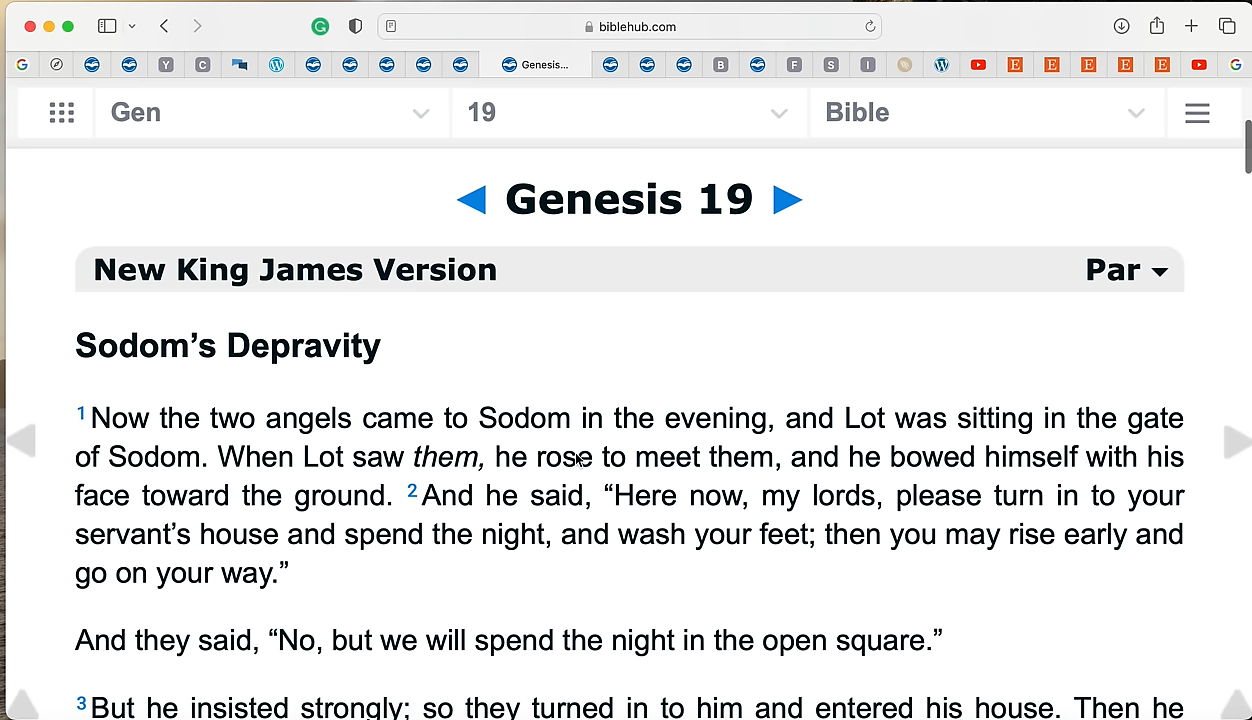 biblehub.com
Y C Genesis... B F S I E E E E E
Gen 19 Bible
Genesis 19
New King James Version Par
Sodom’s Depravity
1 Now the two angels came to Sodom in the evening, and Lot was sitting in the gate
of Sodom. When Lot saw them, he rose to meet them, and he bowed himself with his
face toward the ground. 2 And he said, “Here now, my lords, please turn in to your
servant’s house and spend the night, and wash your feet; then you may rise early and
go on your way.”
And they said, “No, but we will spend the night in the open square.”
3 But he insisted strongly; so they turned in to him and entered his house. Then he